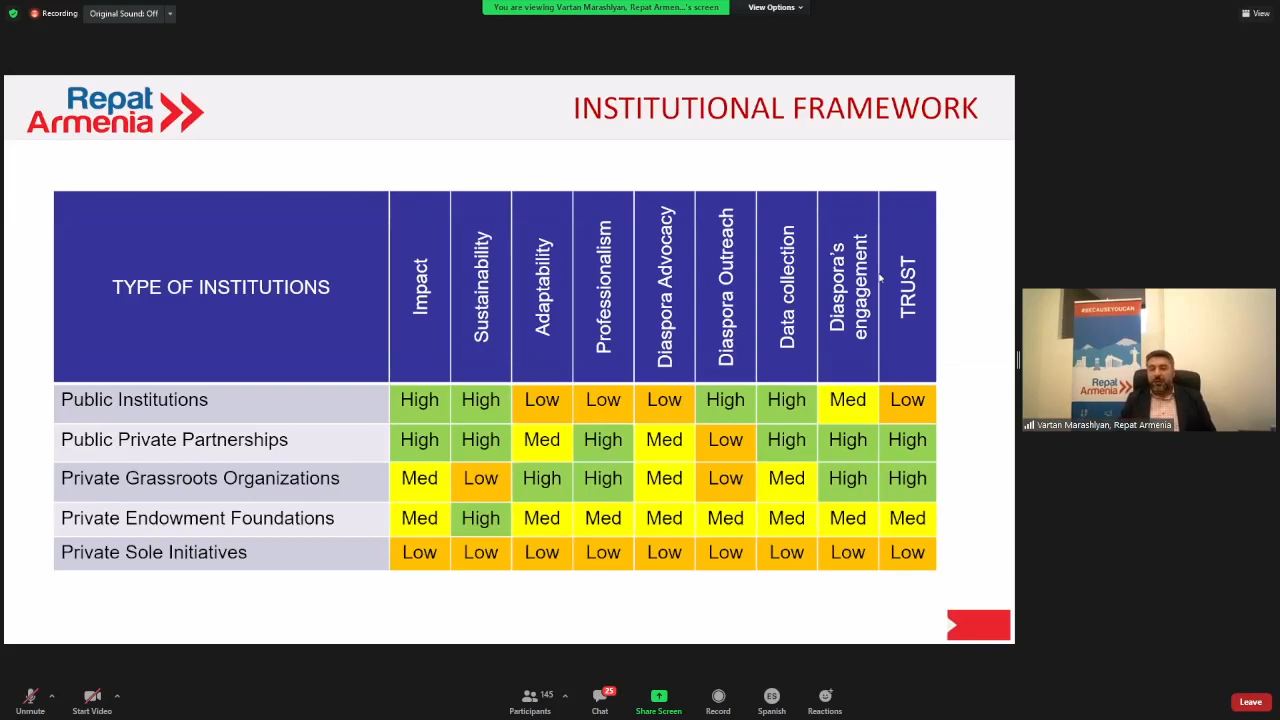 Recording
Original Sound: Off
You are viewing Vartan Marashlyan, Repat Armen...'s screen
View Options
View
Repat
Armenia
INSTITUTIONAL FRAMEWORK
TYPE OF INSTITUTIONS
Impact
Sustainability
Adaptability
Professionalism
Diaspora Advocacy
Diaspora Outreach
Data collection
Diaspora’s
engagement
TRUST
Public Institutions High High Low Low Low High High Med Low
Public Private Partnerships High High Med High Med Low High High High
Private Grassroots Organizations Med Low High High Med Low Med High High
Private Endowment Foundations Med High Med Med Med Med Med Med Med
Private Sole Initiatives Low Low Low Low Low Low Low Low Low
#BECAUSEYOUCAN
Repat
Armenia
Vartan Marashlyan, Repat Armenia
Unmute
Start Video
145
Participants
25
Chat
Share Screen
Record
ES
Spanish
Reactions
Leave